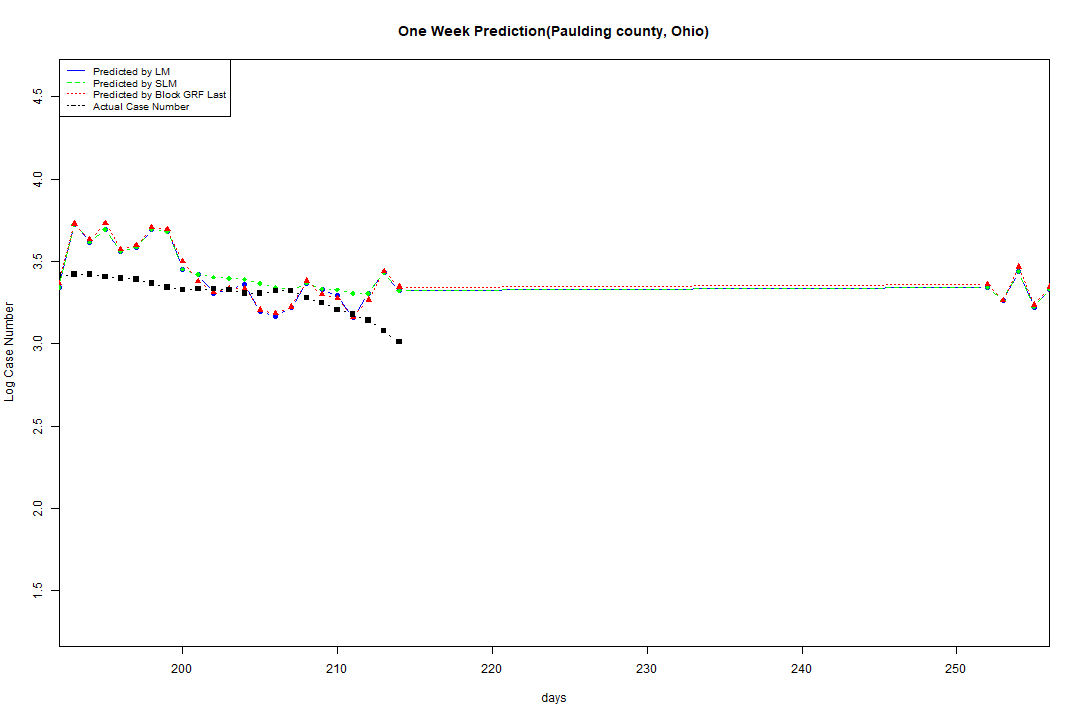 One Week Prediction(Paulding county, Ohio)
Predicted by LM
Predicted by SLM
Predicted by Block GRF Last
Actual Case Number
4.5
4.0
3.5
3.0
2.5
2.0
1.5
Log Case Number
200 210 220 230 240 250
days